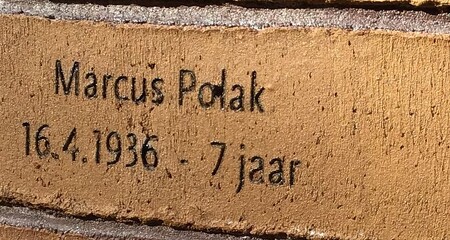 Marcus Polak
16.4.1936 - 7 jaar